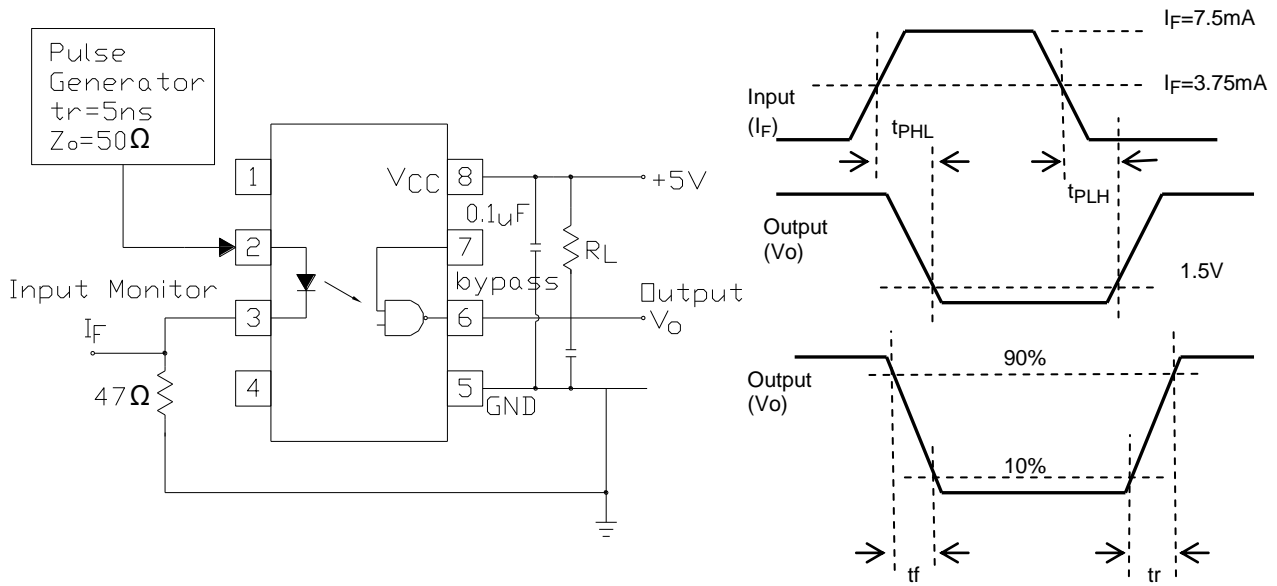 Pulse
Generator
tr=5ns
Zo=50Ω
1
2
3
4
VCC
8
7
6
5
+5V
0.1uF
RL
bypass
Input Monitor
IF
47Ω
Output
Vo
GND
IF=7.5mA
IF=3.75mA
Input
(IF)
tPHL
tPLH
Output
(Vo)
1.5V
90%
Output
(Vo)
10%
tf
tr